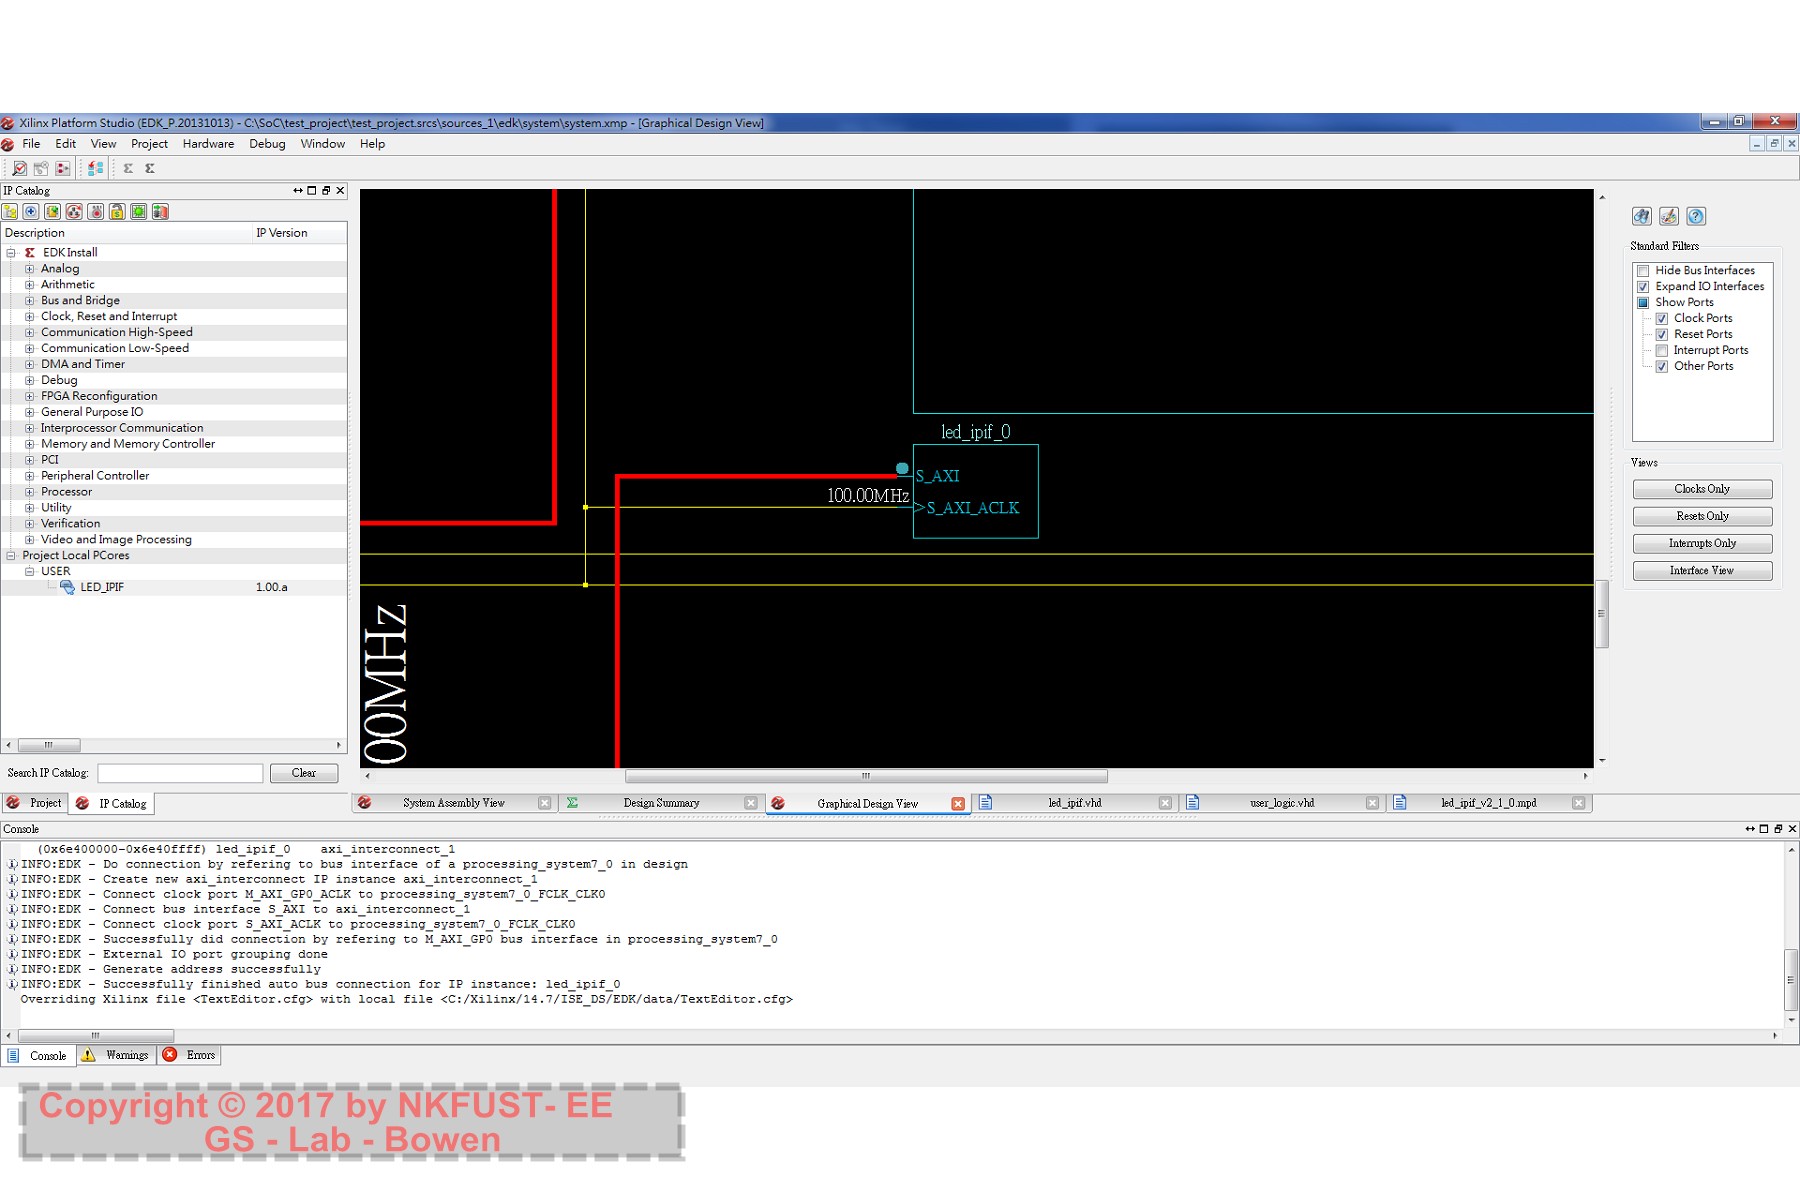 Xilinx Platform Studio (EDK_P.20131013) - C:\SoC\test_project\test_project.srcs\sources_1\edk\system\system.xmp - [Graphical Design View]
File Edit View Project Hardware Debug Window Help
IP Catalog
Description IP Version
EDK Install
Analog
Arithmetic
Bus and Bridge
Clock, Reset and Interrupt
Communication High-Speed
Communication Low-Speed
DMA and Timer
Debug
FPGA Reconfiguration
General Purpose IO
Interprocessor Communication
Memory and Memory Controller
PCI
Peripheral Controller
Processor
Utility
Verification
Video and Image Processing
Project Local PCores
USER
LED_IPIF 1.00.a
Search IP Catalog: Clear
Project IP Catalog
led_ipif_0
S_AXI
100.00MHz
S_AXI_ACLK
00MHz
Standard Filters
Hide Bus Interfaces
Expand IO Interfaces
Show Ports
Clock Ports
Reset Ports
Interrupt Ports
Other Ports
Views
Clocks Only
Resets Only
Interrupts Only
Interface View
System Assembly View Design Summary Graphical Design View led_ipif.vhd user_logic.vhd led_ipif_v2_1_0.mpd
Console
(0x6e400000-0x6e40ffff) led_ipif_0 axi_interconnect_1
INFO:EDK - Do connection by refering to bus interface of a processing_system7_0 in design
INFO:EDK - Create new axi_interconnect IP instance axi_interconnect_1
INFO:EDK - Connect clock port M_AXI_GP0_ACLK to processing_system7_0_FCLK_CLK0
INFO:EDK - Connect bus interface S_AXI to axi_interconnect_1
INFO:EDK - Connect clock port S_AXI_ACLK to processing_system7_0_FCLK_CLK0
INFO:EDK - Successfully did connection by refering to M_AXI_GP0 bus interface in processing_system7_0
INFO:EDK - External IO port grouping done
INFO:EDK - Generate address successfully
INFO:EDK - Successfully finished auto bus connection for IP instance: led_ipif_0
Overriding Xilinx file <TextEditor.cfg> with local file <C:/Xilinx/14.7/ISE_DS/EDK/data/TextEditor.cfg>
Console Warnings Errors
Copyright © 2017 by NKFUST- EE
GS - Lab - Bowen